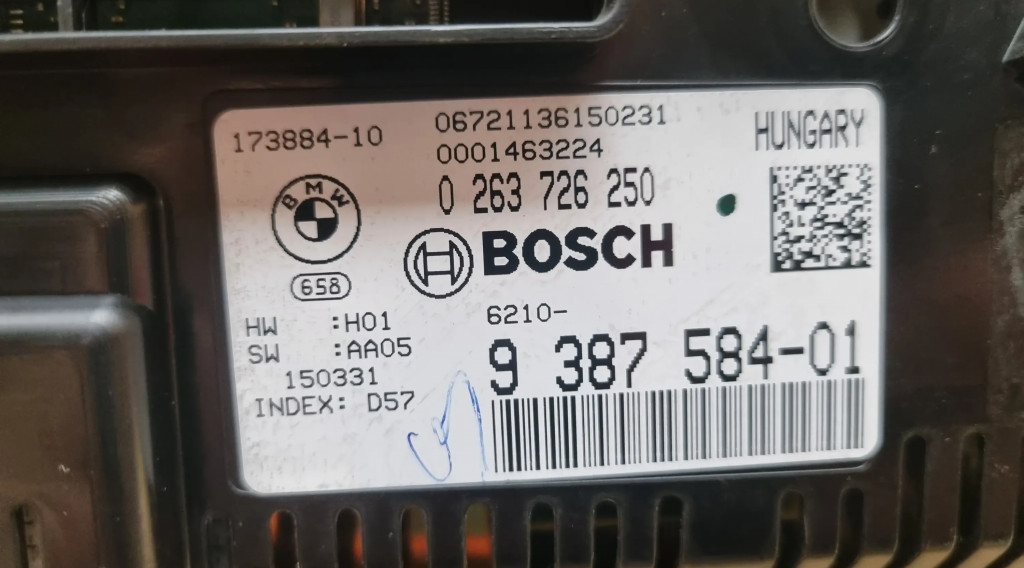 173884-10
06721136150231
0001463224
HUNGARY
0 263 726 250
BMW
BOSCH
658
6210-
HW :H01
SW :AA05
150331
INDEX: D57
9 387 584-01